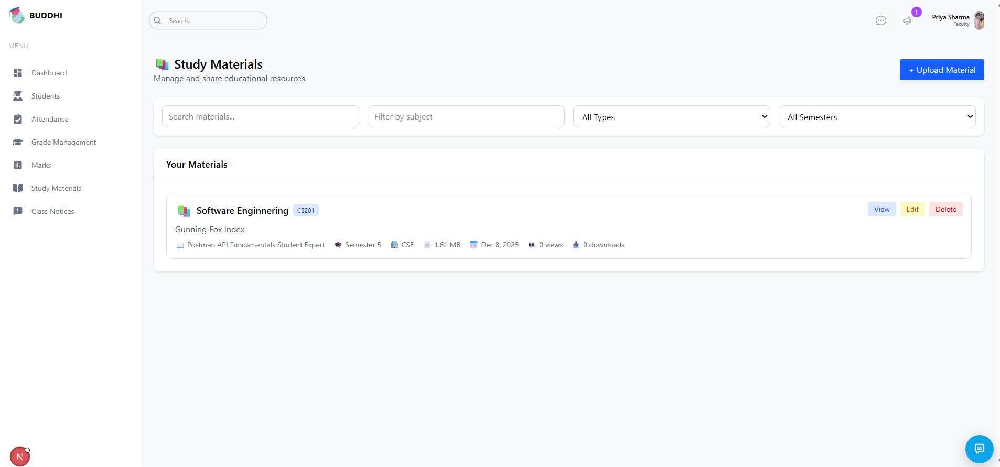 BUDDHI
Search...
1
Priya Sharma
Faculty
MENU
Dashboard
Students
Attendance
Grade Management
Marks
Study Materials
Class Notices
Study Materials
Manage and share educational resources
+ Upload Material
Search materials...
Filter by subject
All Types
All Semesters
Your Materials
Software Enginnering CS201
View Edit Delete
Gunning Fox Index
Postman API Fundamentals Student Expert Semester 5 CSE 1.61 MB Dec 8, 2025 0 views 0 downloads
N